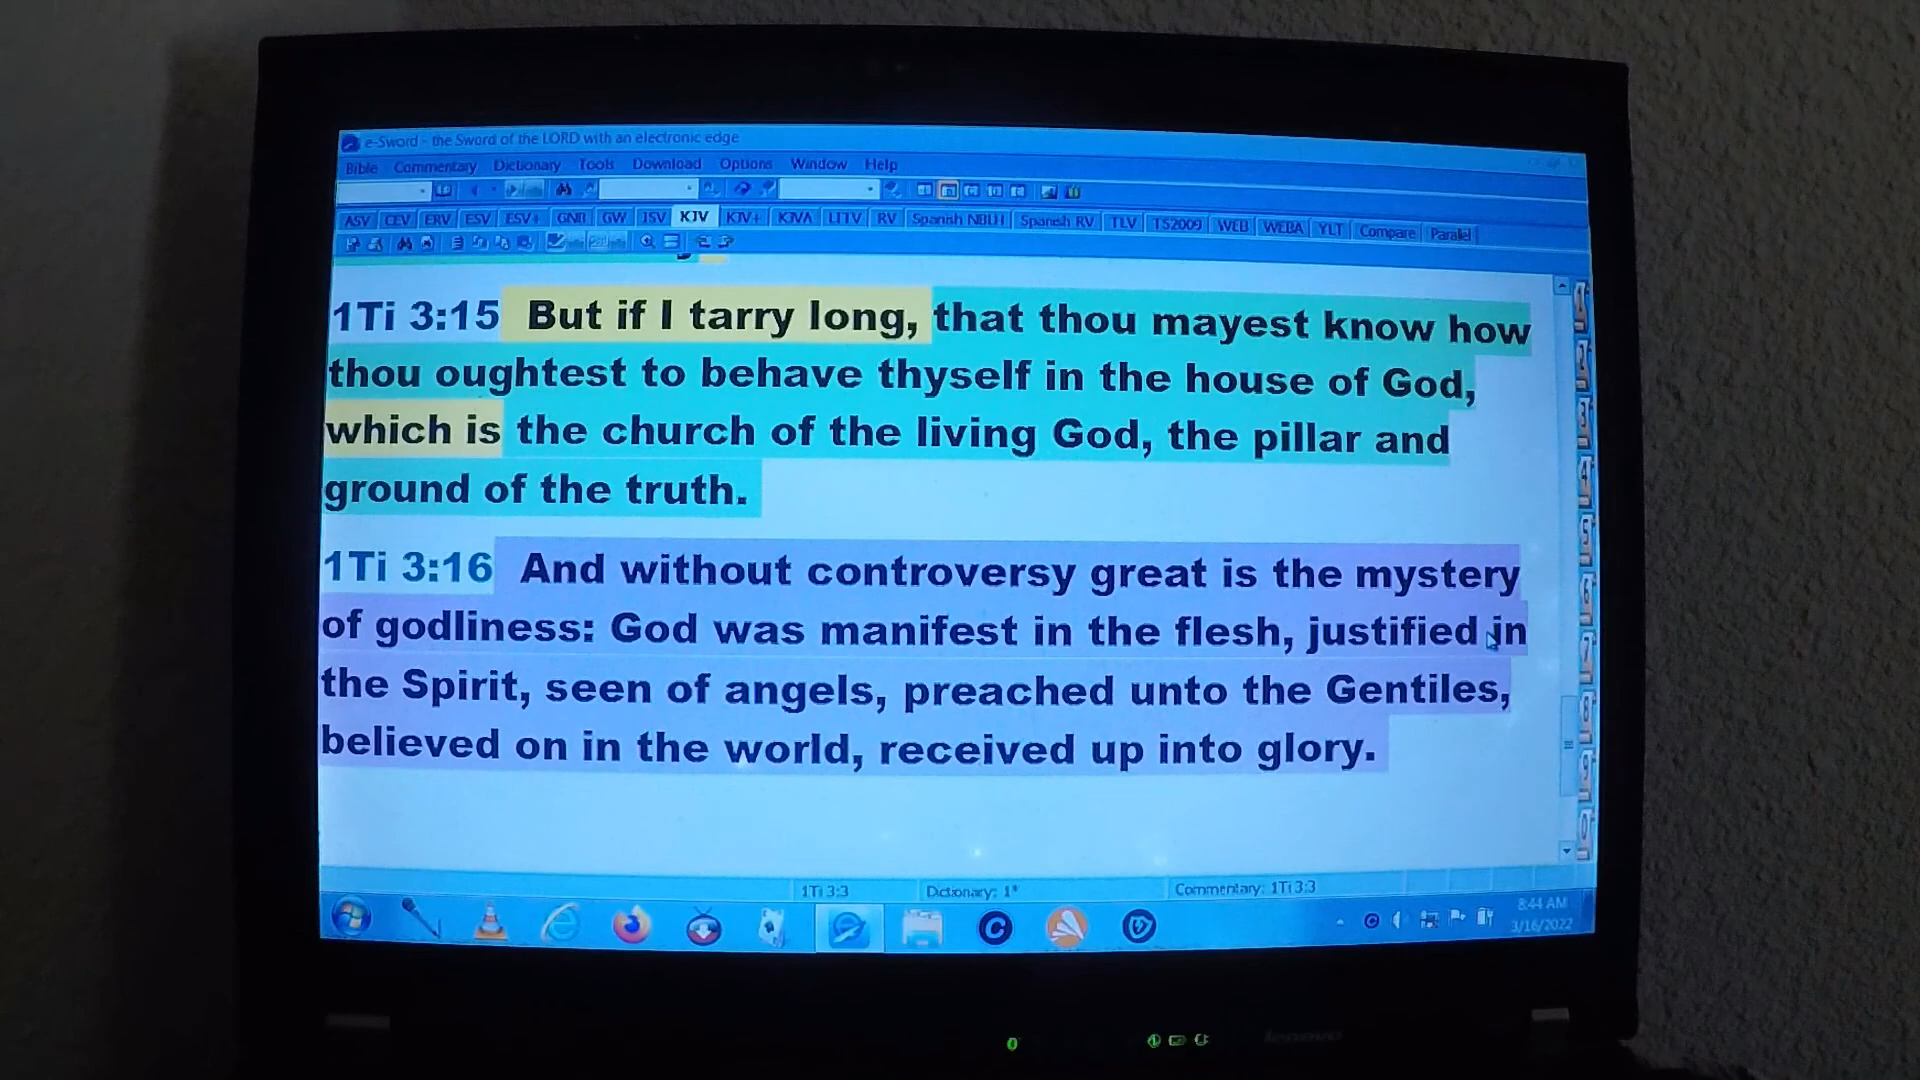 e-Sword - the Sword of the LORD with an electronic edge
Bible Commentary Dictionary Tools Download Options Window Help
ASV CEV ERV ESV ESV+ GNB GW ISV KJV KJV+ KJVA LITV RV Spanish NBLH Spanish RV TLV TS2009 WEB WEBA YLT Compare Parallel
1Ti 3:15 But if I tarry long, that thou mayest know how
thou oughtest to behave thyself in the house of God,
which is the church of the living God, the pillar and
ground of the truth.
1Ti 3:16 And without controversy great is the mystery
of godliness: God was manifest in the flesh, justified in
the Spirit, seen of angels, preached unto the Gentiles,
believed on in the world, received up into glory.
1Ti 3:3 Dictionary: 1* Commentary: 1Ti 3:3
8:44 AM
3/16/2022
lenovo